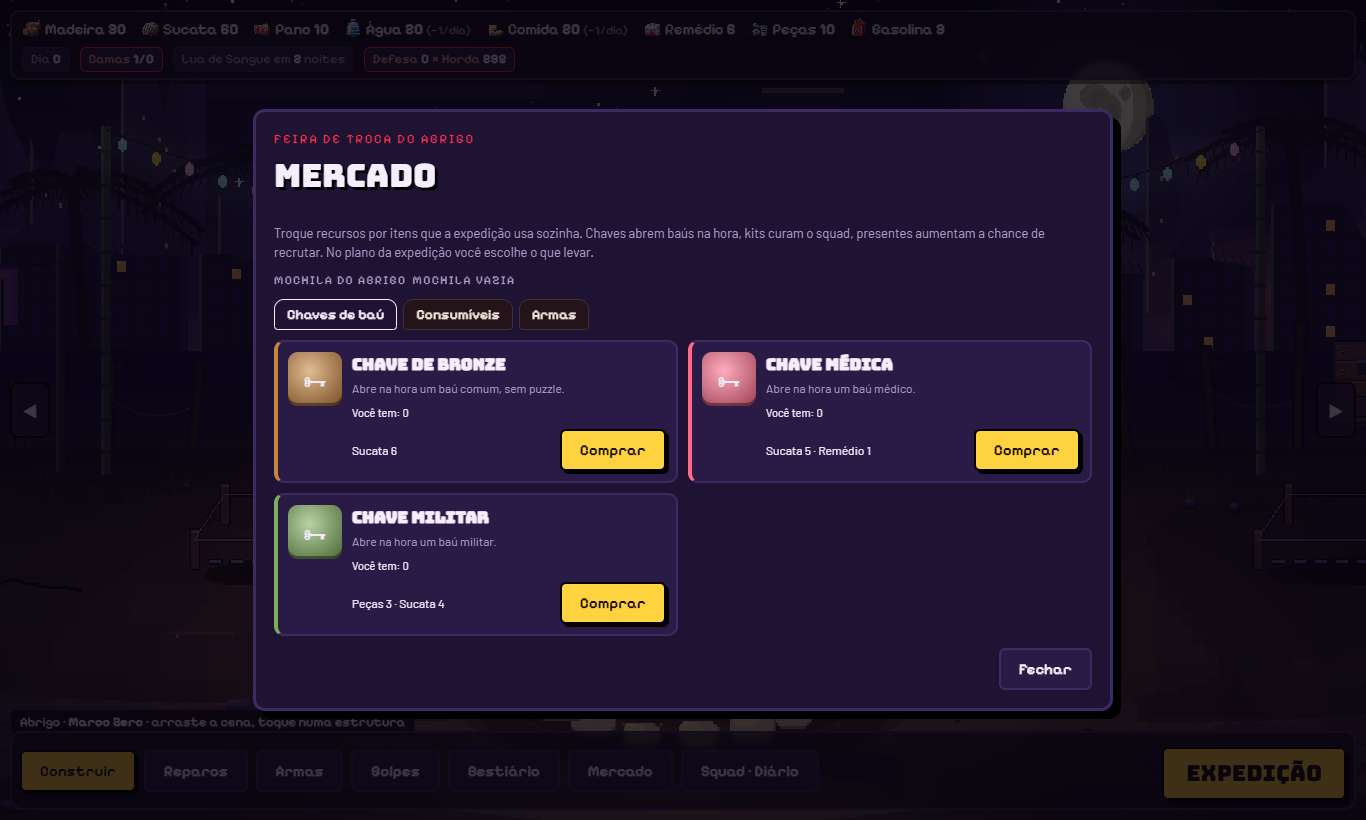 Madeira 90 Sucata 60 Pano 10 Água 80 (-1/dia) Comida 80 (-1/dia) Remédio 6 Peças 10 Gasolina 9
Dia 0 Camas 1/0 Lua de Sangue em 8 noites Defesa 0 × Horda 898
FEIRA DE TROCA DO ABRIGO
MERCADO
Troque recursos por itens que a expedição usa sozinha. Chaves abrem baús na hora, kits curam o squad, presentes aumentam a chance de
recrutar. No plano da expedição você escolhe o que levar.
MOCHILA DO ABRIGO MOCHILA VAZIA
Chaves de baú Consumíveis Armas
CHAVE DE BRONZE
Abre na hora um baú comum, sem puzzle.
Você tem: 0
Sucata 6 Comprar
CHAVE MÉDICA
Abre na hora um baú médico.
Você tem: 0
Sucata 5 · Remédio 1 Comprar
CHAVE MILITAR
Abre na hora um baú militar.
Você tem: 0
Peças 3 · Sucata 4 Comprar
Fechar
Abrigo · Marco Zero · arraste a cena, toque numa estrutura
Construir Reparos Armas Golpes Bestiário Mercado Squad · Diário EXPEDIÇÃO